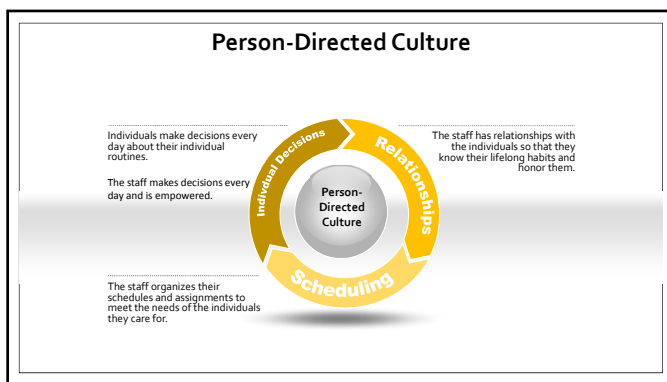 Person-Directed Culture
Individuals make decisions every
day about their individual
routines.
The staff makes decisions every
day and is empowered.
The staff has relationships with
the individuals so that they
know their lifelong habits and
honor them.
Indivdual Decisions
Relationships
Scheduling
Person-
Directed
Culture
The staff organizes their
schedules and assignments to
meet the needs of the individuals
they care for.